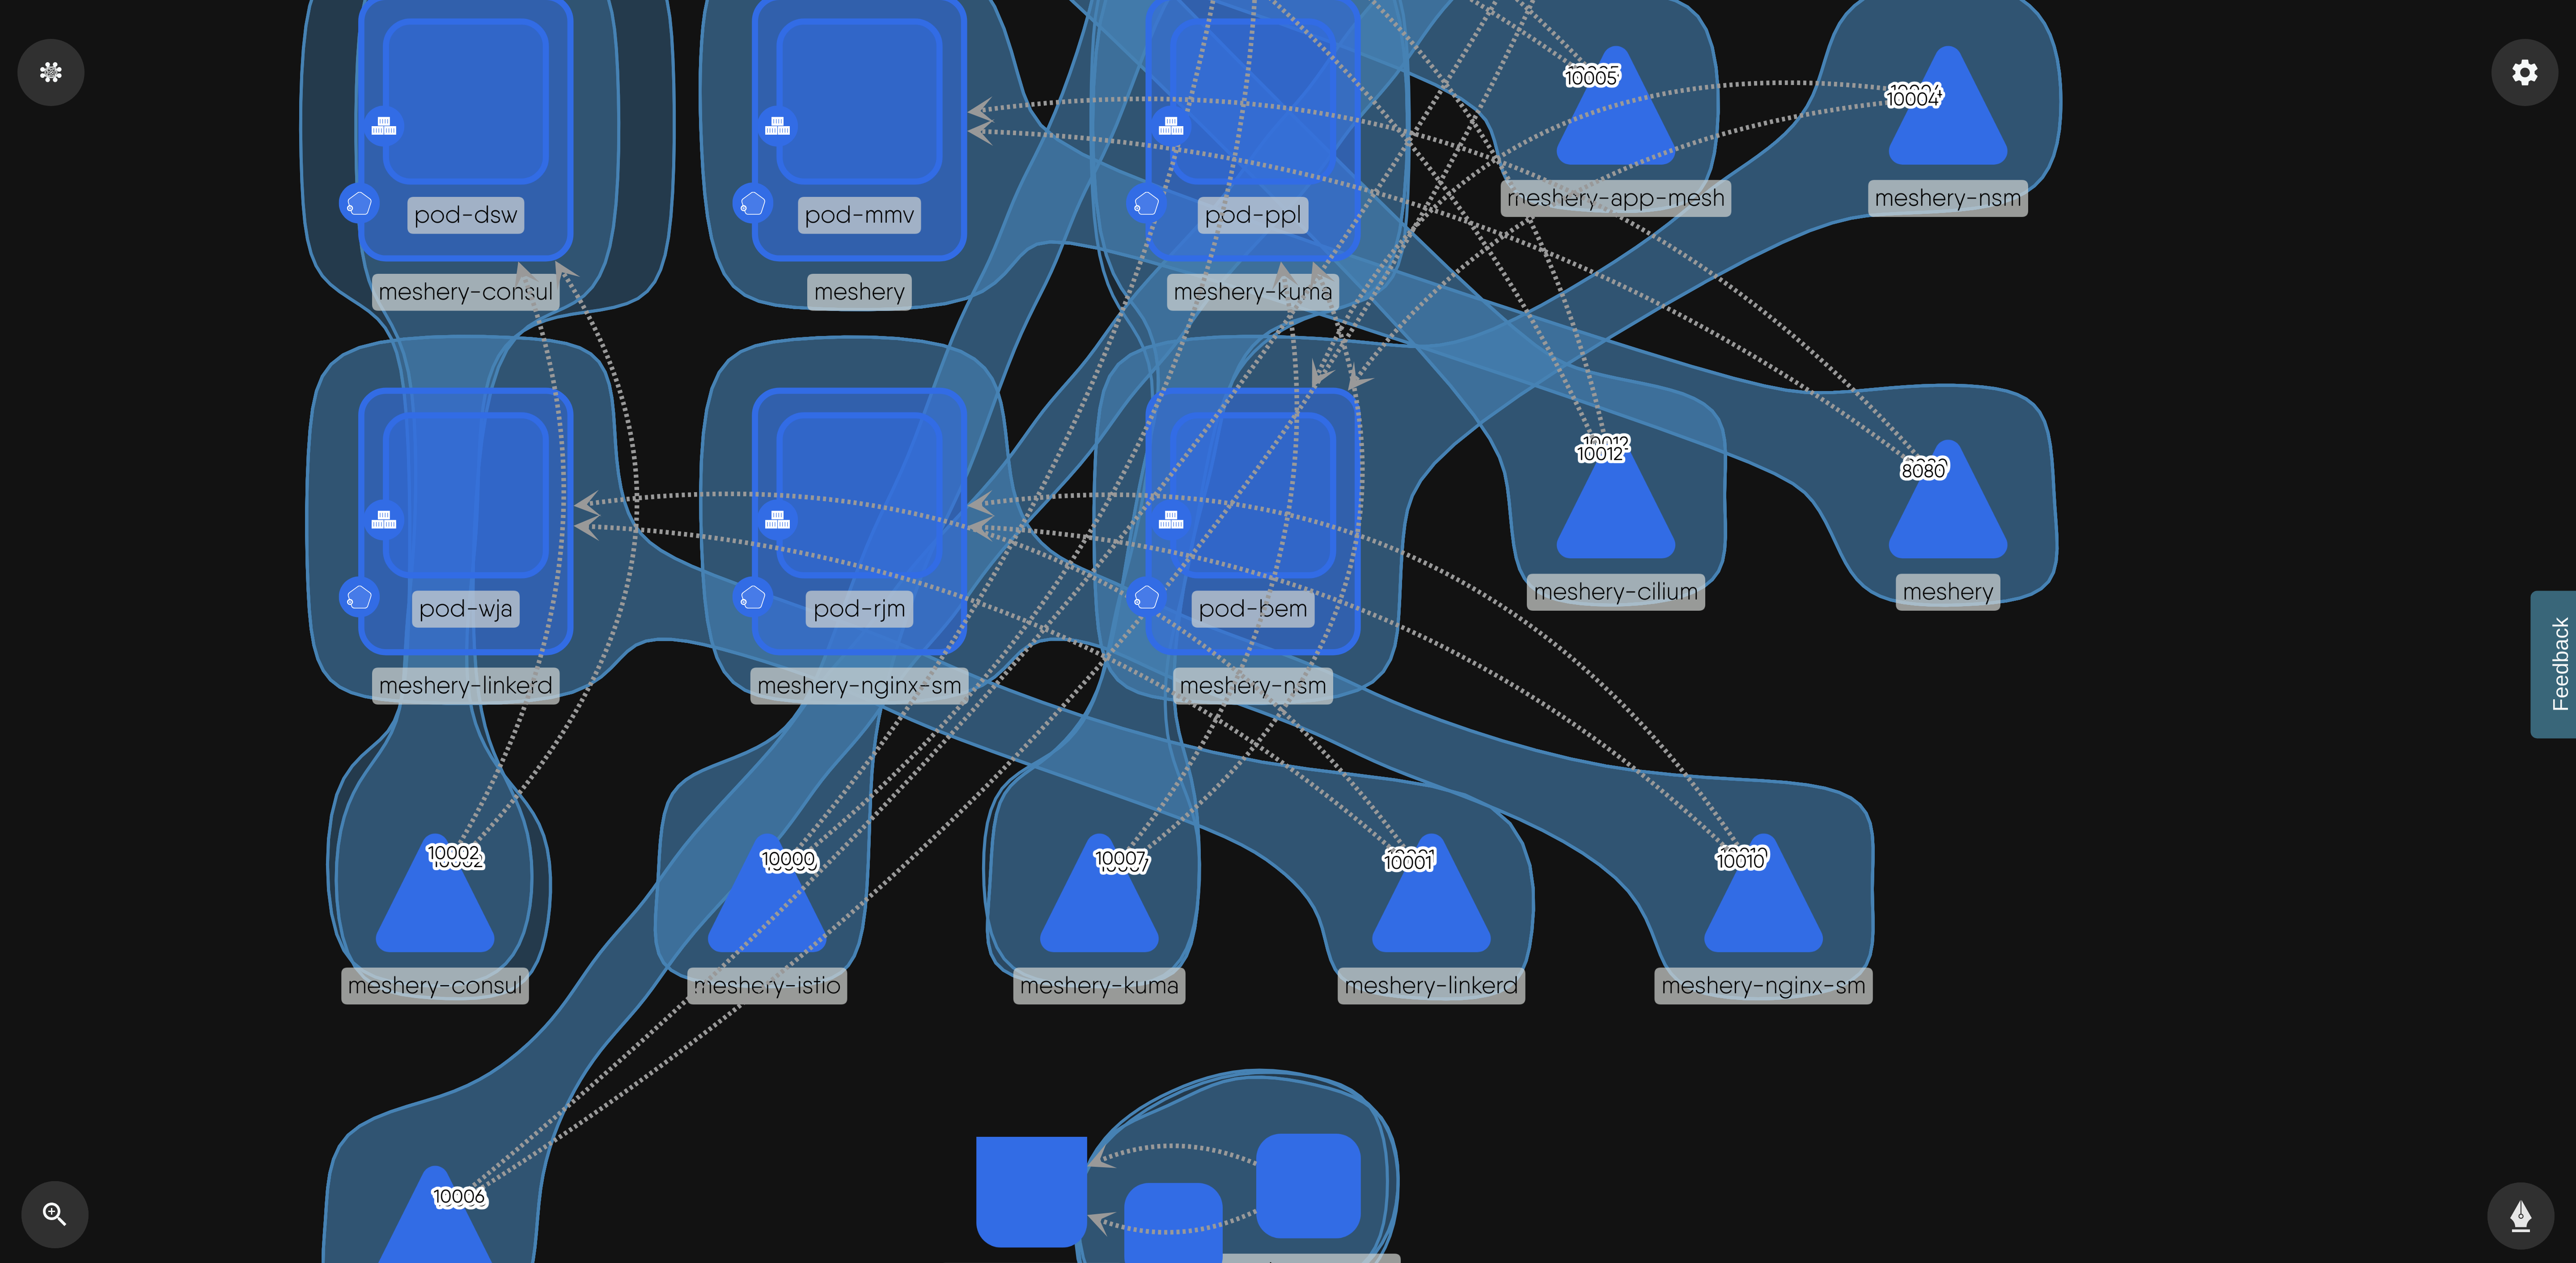 10005
10004
pod-dsw
pod-mmv
pod-ppl
meshery-app-mesh
meshery-nsm
meshery-consul
meshery
meshery-kuma
10012
10012
8080
pod-wja
pod-rjm
pod-bem
meshery-cilium
meshery
meshery-linkerd
meshery-nginx-sm
meshery-nsm
Feedback
10002
10000
10007
10001
10010
meshery-consul
meshery-istio
meshery-kuma
meshery-linkerd
meshery-nginx-sm
10006